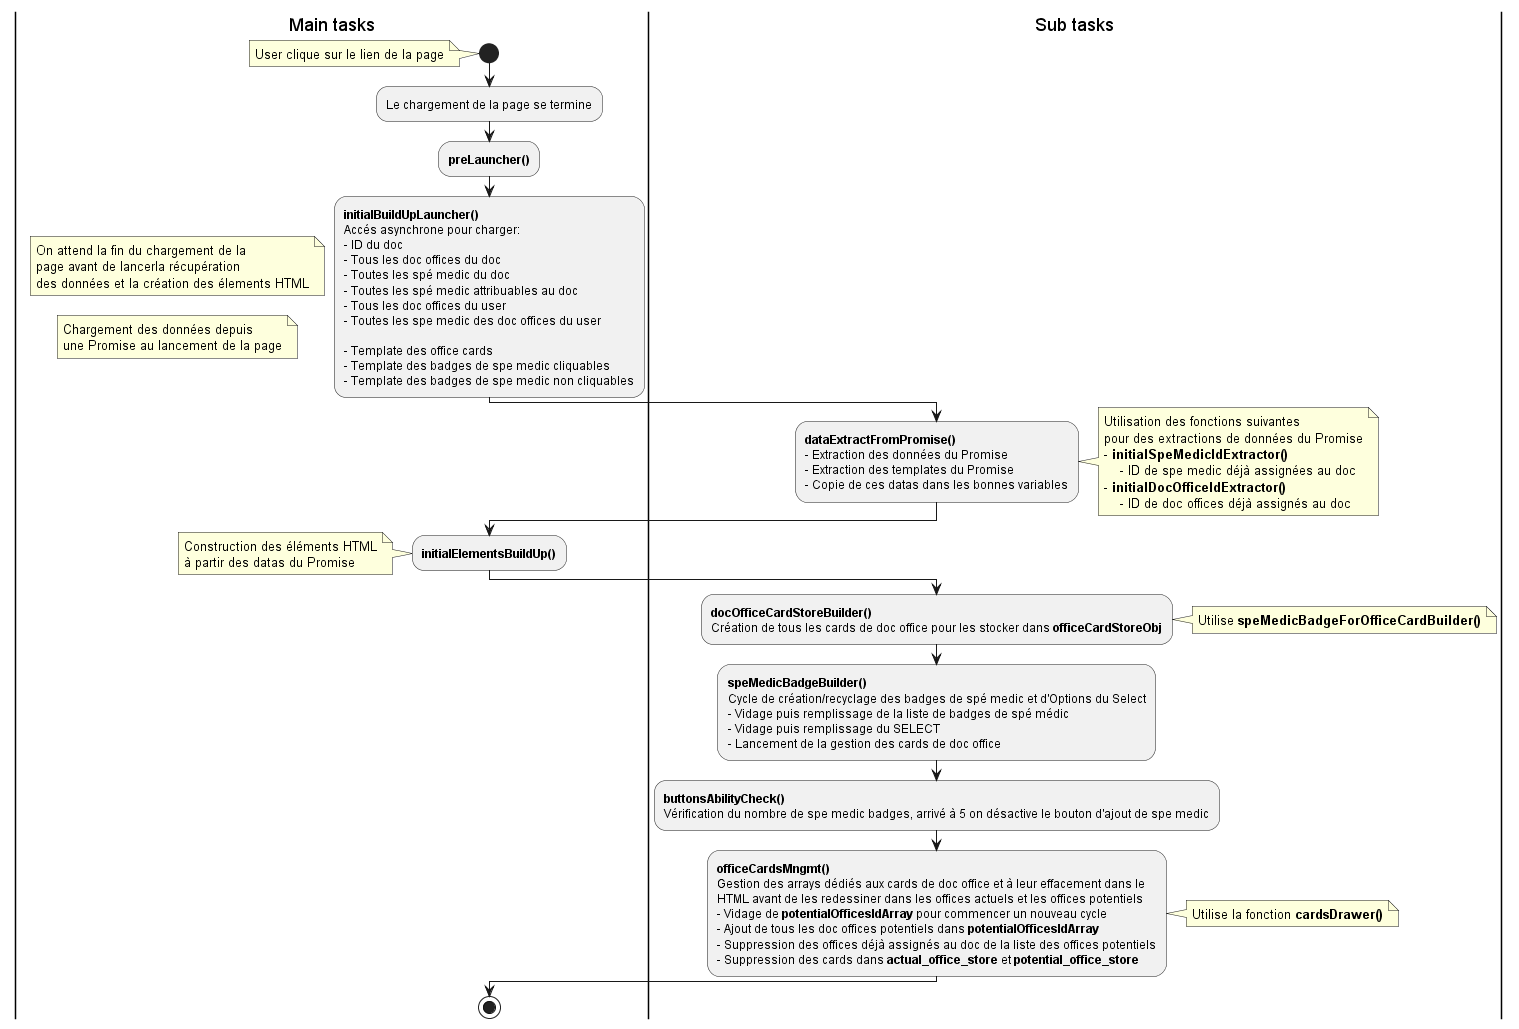 Main tasks
Sub tasks
User clique sur le lien de la page
Le chargement de la page se termine
preLauncher()
On attend la fin du chargement de la
page avant de lancerla récupération
des données et la création des élements HTML
Chargement des données depuis
une Promise au lancement de la page
initialBuildUpLauncher()
Accés asynchrone pour charger:
- ID du doc
- Tous les doc offices du doc
- Toutes les spé medic du doc
- Toutes les spé medic attribuables au doc
- Tous les doc offices du user
- Toutes les spe medic des doc offices du user
- Template des office cards
- Template des badges de spe medic cliquables
- Template des badges de spe medic non cliquables
dataExtractFromPromise()
- Extraction des données du Promise
- Extraction des templates du Promise
- Copie de ces datas dans les bonnes variables
Utilisation des fonctions suivantes
pour des extractions de données du Promise
- initialSpeMedicIdExtractor()
- ID de spe medic déjà assignées au doc
- initialDocOfficeIdExtractor()
- ID de doc offices déjà assignés au doc
Construction des éléments HTML
à partir des datas du Promise
initialElementsBuildUp()
docOfficeCardStoreBuilder()
Création de tous les cards de doc office pour les stocker dans officeCardStoreObj
Utilise speMedicBadgeForOfficeCardBuilder()
speMedicBadgeBuilder()
Cycle de création/recyclage des badges de spé medic et d'Options du Select
- Vidage puis remplissage de la liste de badges de spé médic
- Vidage puis remplissage du SELECT
- Lancement de la gestion des cards de doc office
buttonsAbilityCheck()
Vérification du nombre de spe medic badges, arrivé à 5 on désactive le bouton d'ajout de spe medic
officeCardsMngmt()
Gestion des arrays dédiés aux cards de doc office et à leur effacement dans le
HTML avant de les redessiner dans les offices actuels et les offices potentiels
- Vidage de potentialOfficesIdArray pour commencer un nouveau cycle
- Ajout de tous les doc offices potentiels dans potentialOfficesIdArray
- Suppression des offices déjà assignés au doc de la liste des offices potentiels
- Suppression des cards dans actual_office_store et potential_office_store
Utilise la fonction cardsDrawer()